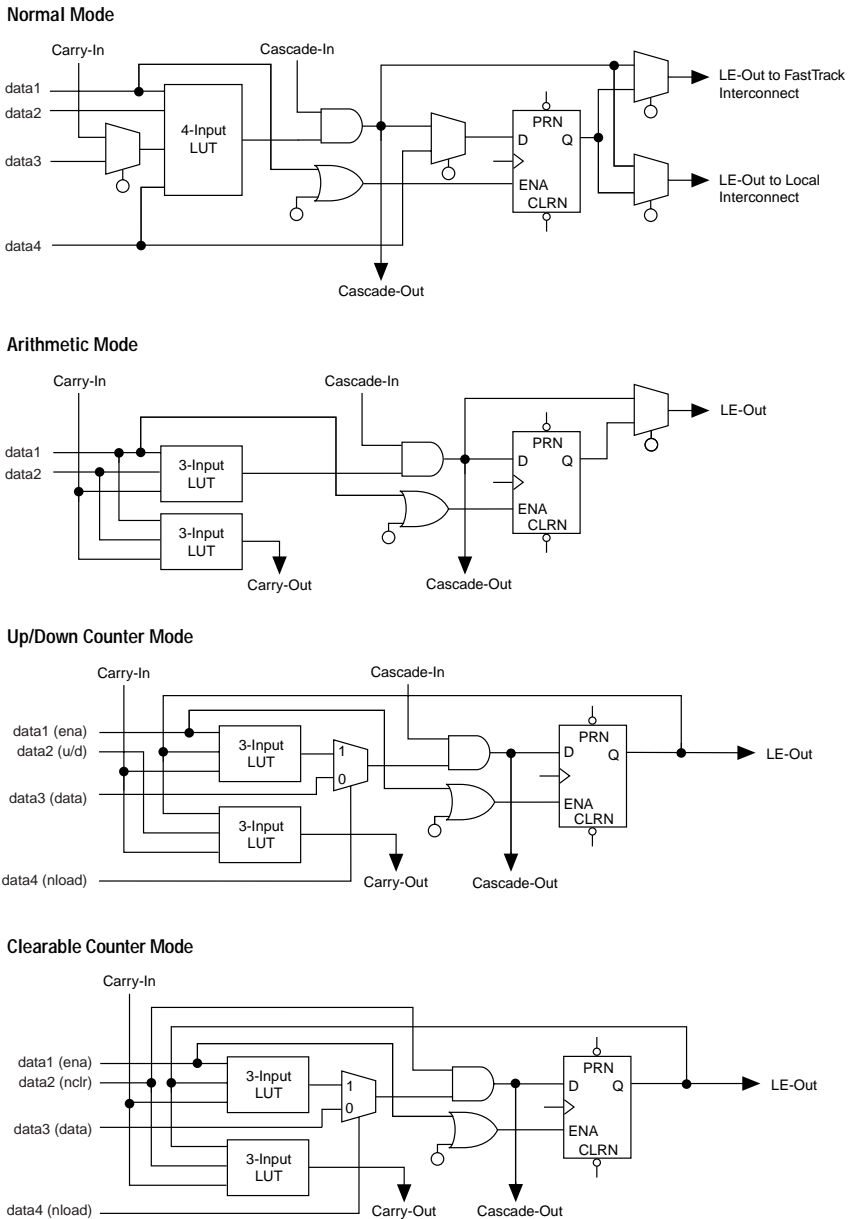 Normal Mode
Carry-In
Cascade-In
data1
data2
data3
data4
4-Input
LUT
PRN
D
Q
ENA
CLRN
LE-Out to FastTrack
Interconnect
LE-Out to Local
Interconnect
Cascade-Out
Arithmetic Mode
Carry-In
Cascade-In
data1
data2
3-Input
LUT
3-Input
LUT
PRN
D
Q
ENA
CLRN
LE-Out
Carry-Out
Cascade-Out
Up/Down Counter Mode
Carry-In
Cascade-In
data1 (ena)
data2 (u/d)
data3 (data)
data4 (nload)
3-Input
LUT
3-Input
LUT
1
0
PRN
D
Q
ENA
CLRN
LE-Out
Carry-Out
Cascade-Out
Clearable Counter Mode
Carry-In
data1 (ena)
data2 (nclr)
data3 (data)
data4 (nload)
3-Input
LUT
3-Input
LUT
1
0
PRN
D
Q
ENA
CLRN
LE-Out
Carry-Out
Cascade-Out